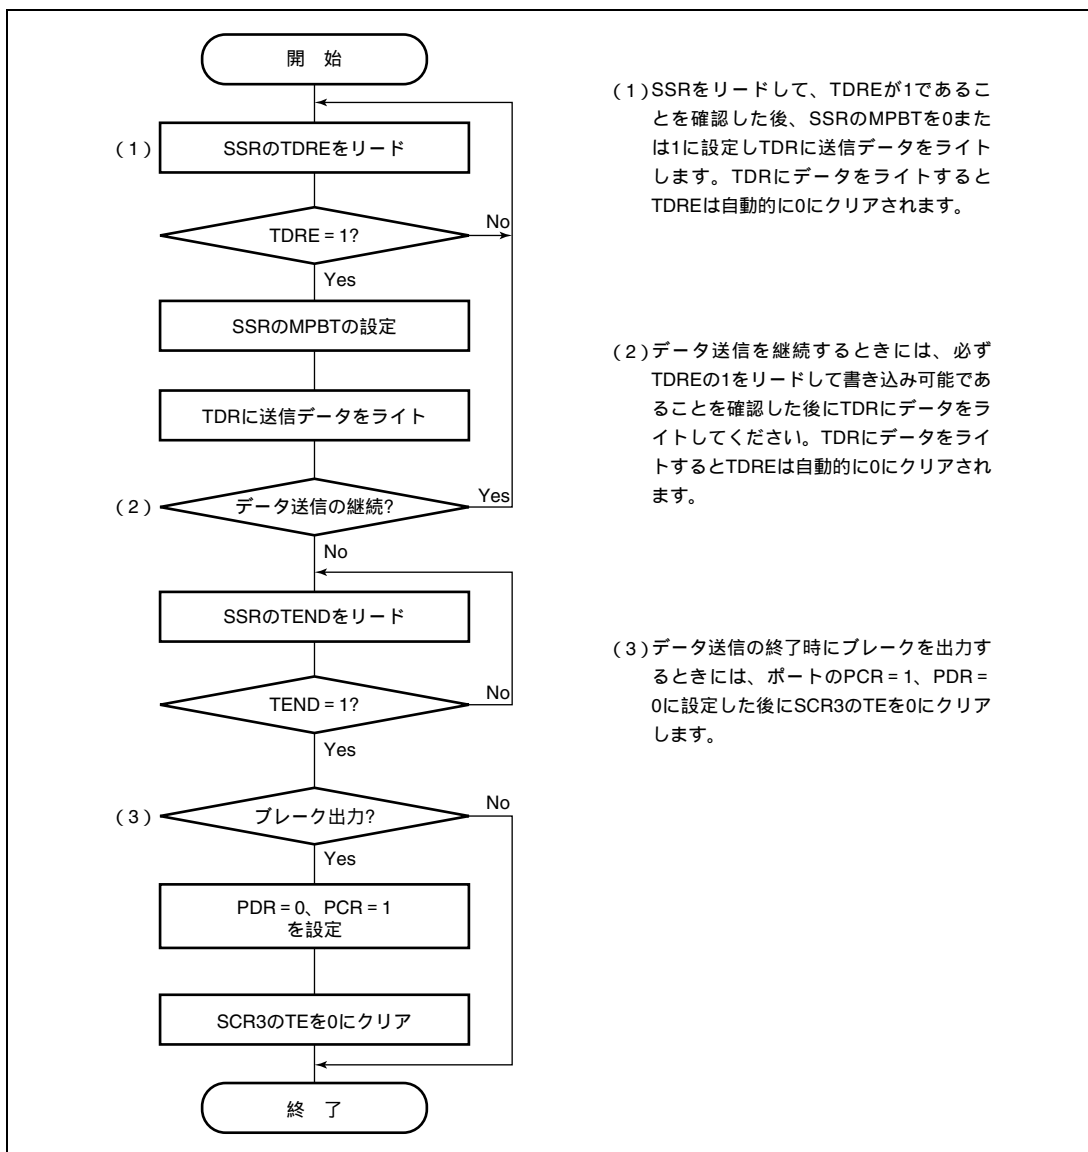 開 始
(1)
SSRのTDREをリード
TDRE = 1?
No
Yes
SSRのMPBTの設定
TDRに送信データをライト
(2)
データ送信の継続?
Yes
No
SSRのTENDをリード
TEND = 1?
No
Yes
(3)
ブレーク出力?
No
Yes
PDR = 0、PCR = 1
を設定
SCR3のTEを0にクリア
終 了
(1)SSRをリードして、TDREが1であるこ
とを確認した後、SSRのMPBTを0また
は1に設定しTDRに送信データをライト
します。TDRにデータをライトすると
TDREは自動的に0にクリアされます。
(2)データ送信を継続するときには、必ず
TDREの1をリードして書き込み可能であ
ることを確認した後にTDRにデータをラ
イトしてください。TDRにデータをライ
トするとTDREは自動的に0にクリアされ
ます。
(3)データ送信の終了時にブレークを出力す
るときには、ポートのPCR = 1、PDR =
0に設定した後にSCR3のTEを0にクリア
します。